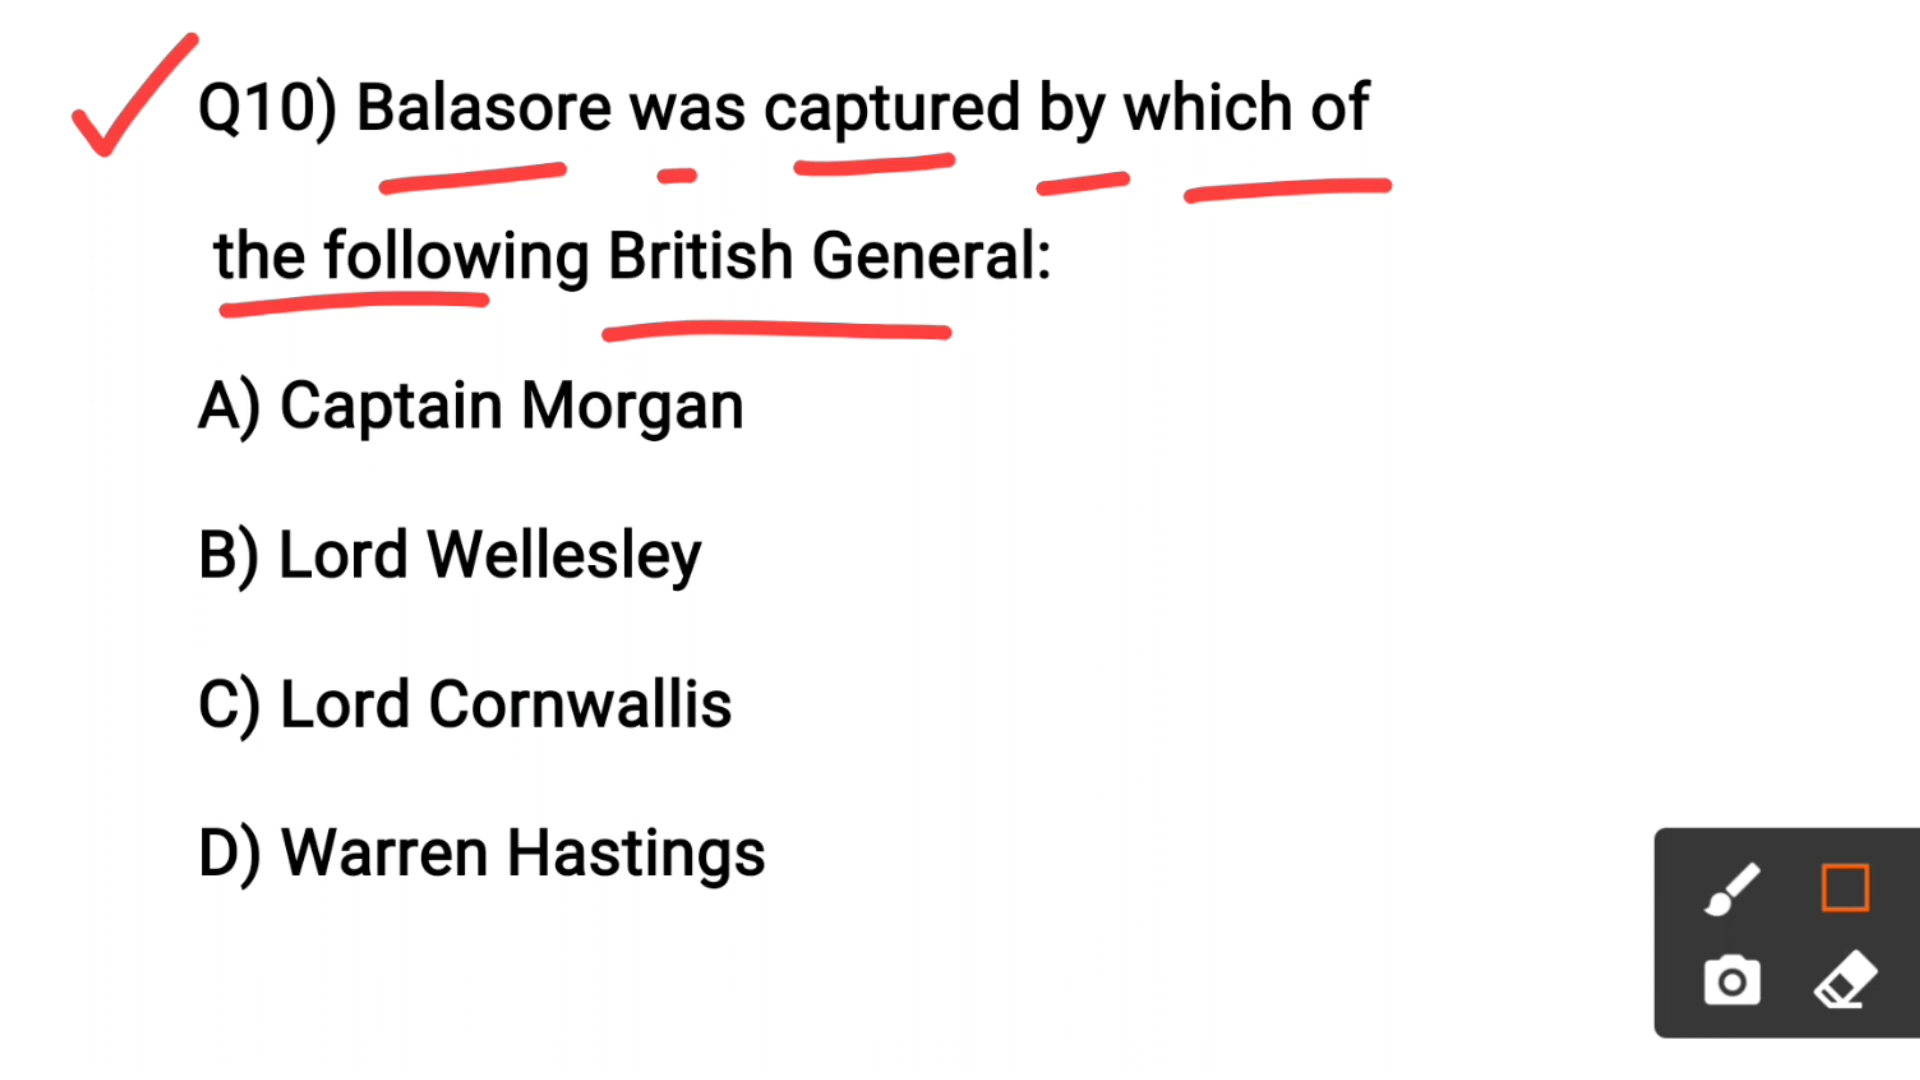 Q10) Balasore was captured by which of
the following British General:
A) Captain Morgan
B) Lord Wellesley
C) Lord Cornwallis
D) Warren Hastings